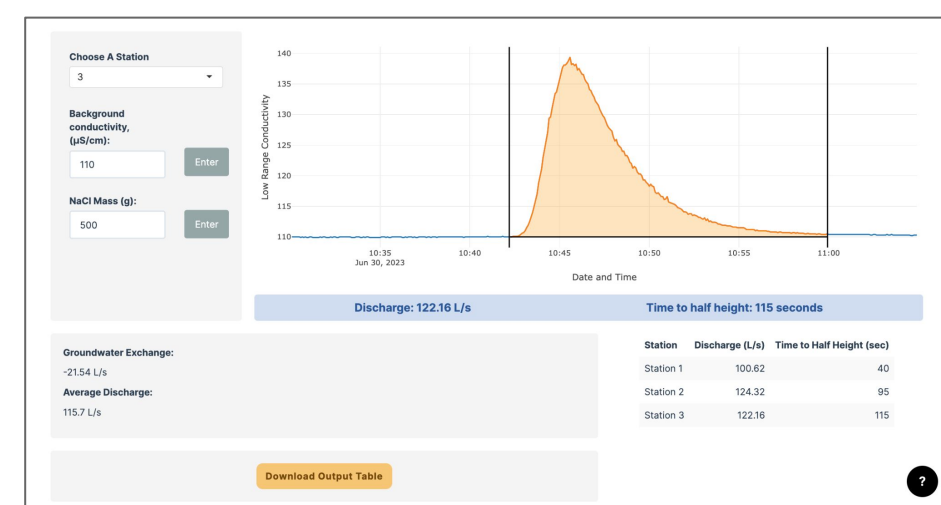 Choose A Station
3
Background
conductivity,
(µS/cm):
110
Enter
NaCl Mass (g):
500
Enter
Low Range Conductivity
140
135
130
125
120
115
110
10:35
10:40
10:45
10:50
10:55
11:00
Jun 30, 2023
Date and Time
Discharge: 122.16 L/s
Time to half height: 115 seconds
Groundwater Exchange:
-21.54 L/s
Average Discharge:
115.7 L/s
Station Discharge (L/s) Time to Half Height (sec)
Station 1 100.62 40
Station 2 124.32 95
Station 3 122.16 115
Download Output Table
?